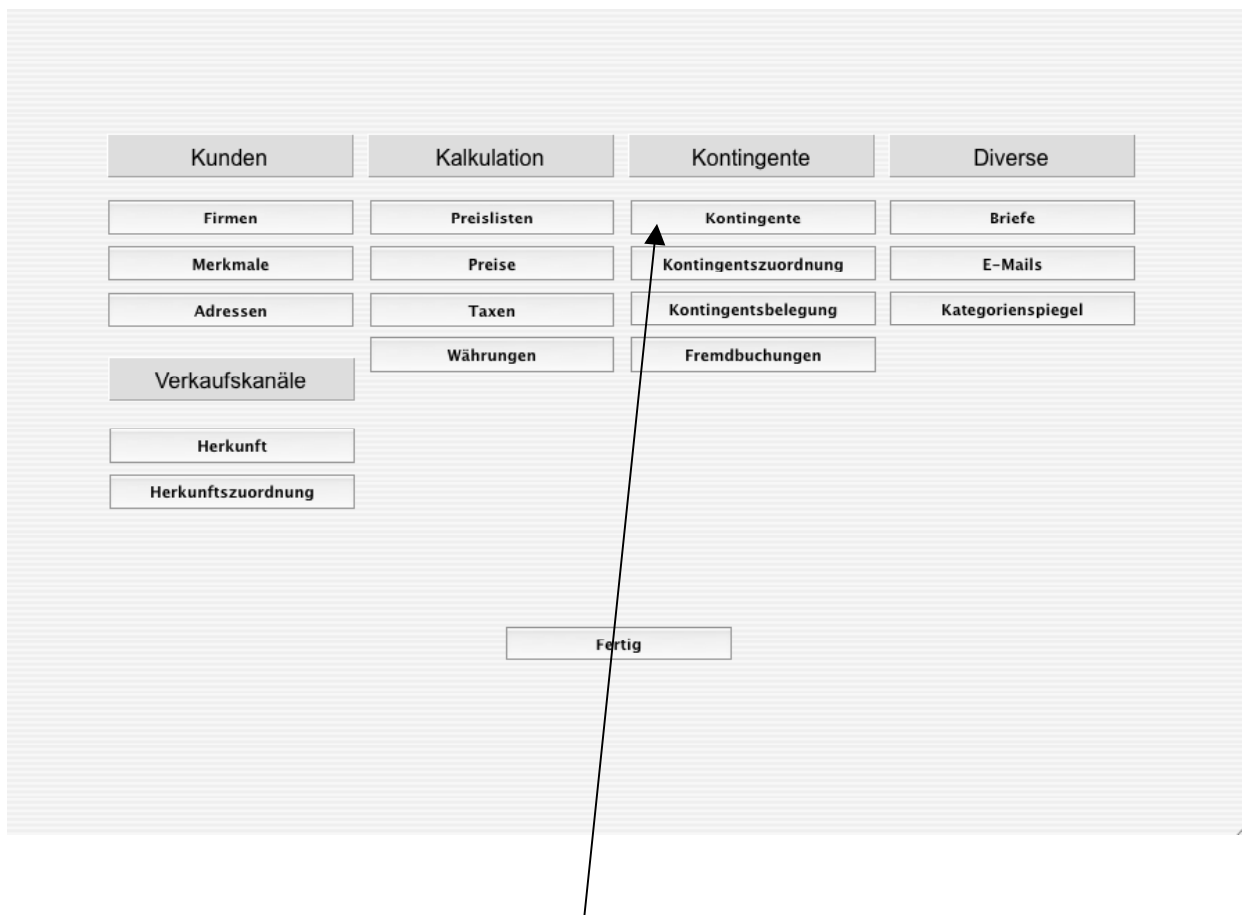 Kunden
Kalkulation
Kontingente
Diverse
Firmen
Preislisten
Kontingente
Briefe
Merkmale
Preise
Kontingentszuordnung
E-Mails
Adressen
Taxen
Kontingentsbelegung
Kategorienspiegel
Währungen
Fremdbuchungen
Verkaufskanäle
Herkunft
Herkunftszuordnung
Fertig